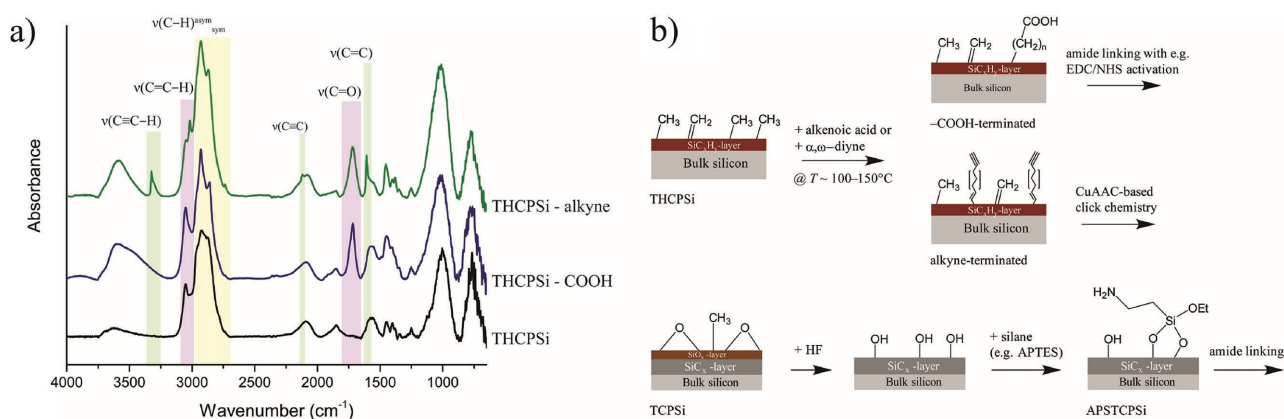 a)
ν(C–H)asym
sym
ν(C=C–H)
ν(C≡C–H)
ν(C≡C)
ν(C=O)
ν(C=C)
Absorbance
THCPSi - alkyne
THCPSi - COOH
THCPSi
4000 3500 3000 2500 2000 1500 1000
Wavenumber (cm⁻¹)
b)
CH₃ CH₂ CH₃ CH₃
SiCₓHᵧ-layer
Bulk silicon
THCPSi
+ alkenoic acid or
+ α,ω–diyne
@ T ~ 100–150°C
COOH
CH₃ CH₂ (CH₂)n
SiCₓHᵧ-layer
Bulk silicon
–COOH-terminated
amide linking with e.g.
EDC/NHS activation
CH₃ CH₂
SiCₓHᵧ-layer
Bulk silicon
alkyne-terminated
CuAAC-based
click chemistry
O CH₃ O
SiOₓ-layer
SiCₓ-layer
Bulk silicon
TCPSi
+ HF
OH OH OH
SiCₓ-layer
Bulk silicon
+ silane
(e.g. APTES)
H₂N
Si OEt
OH O O
SiCₓ-layer
Bulk silicon
APSTCPSi
amide linking